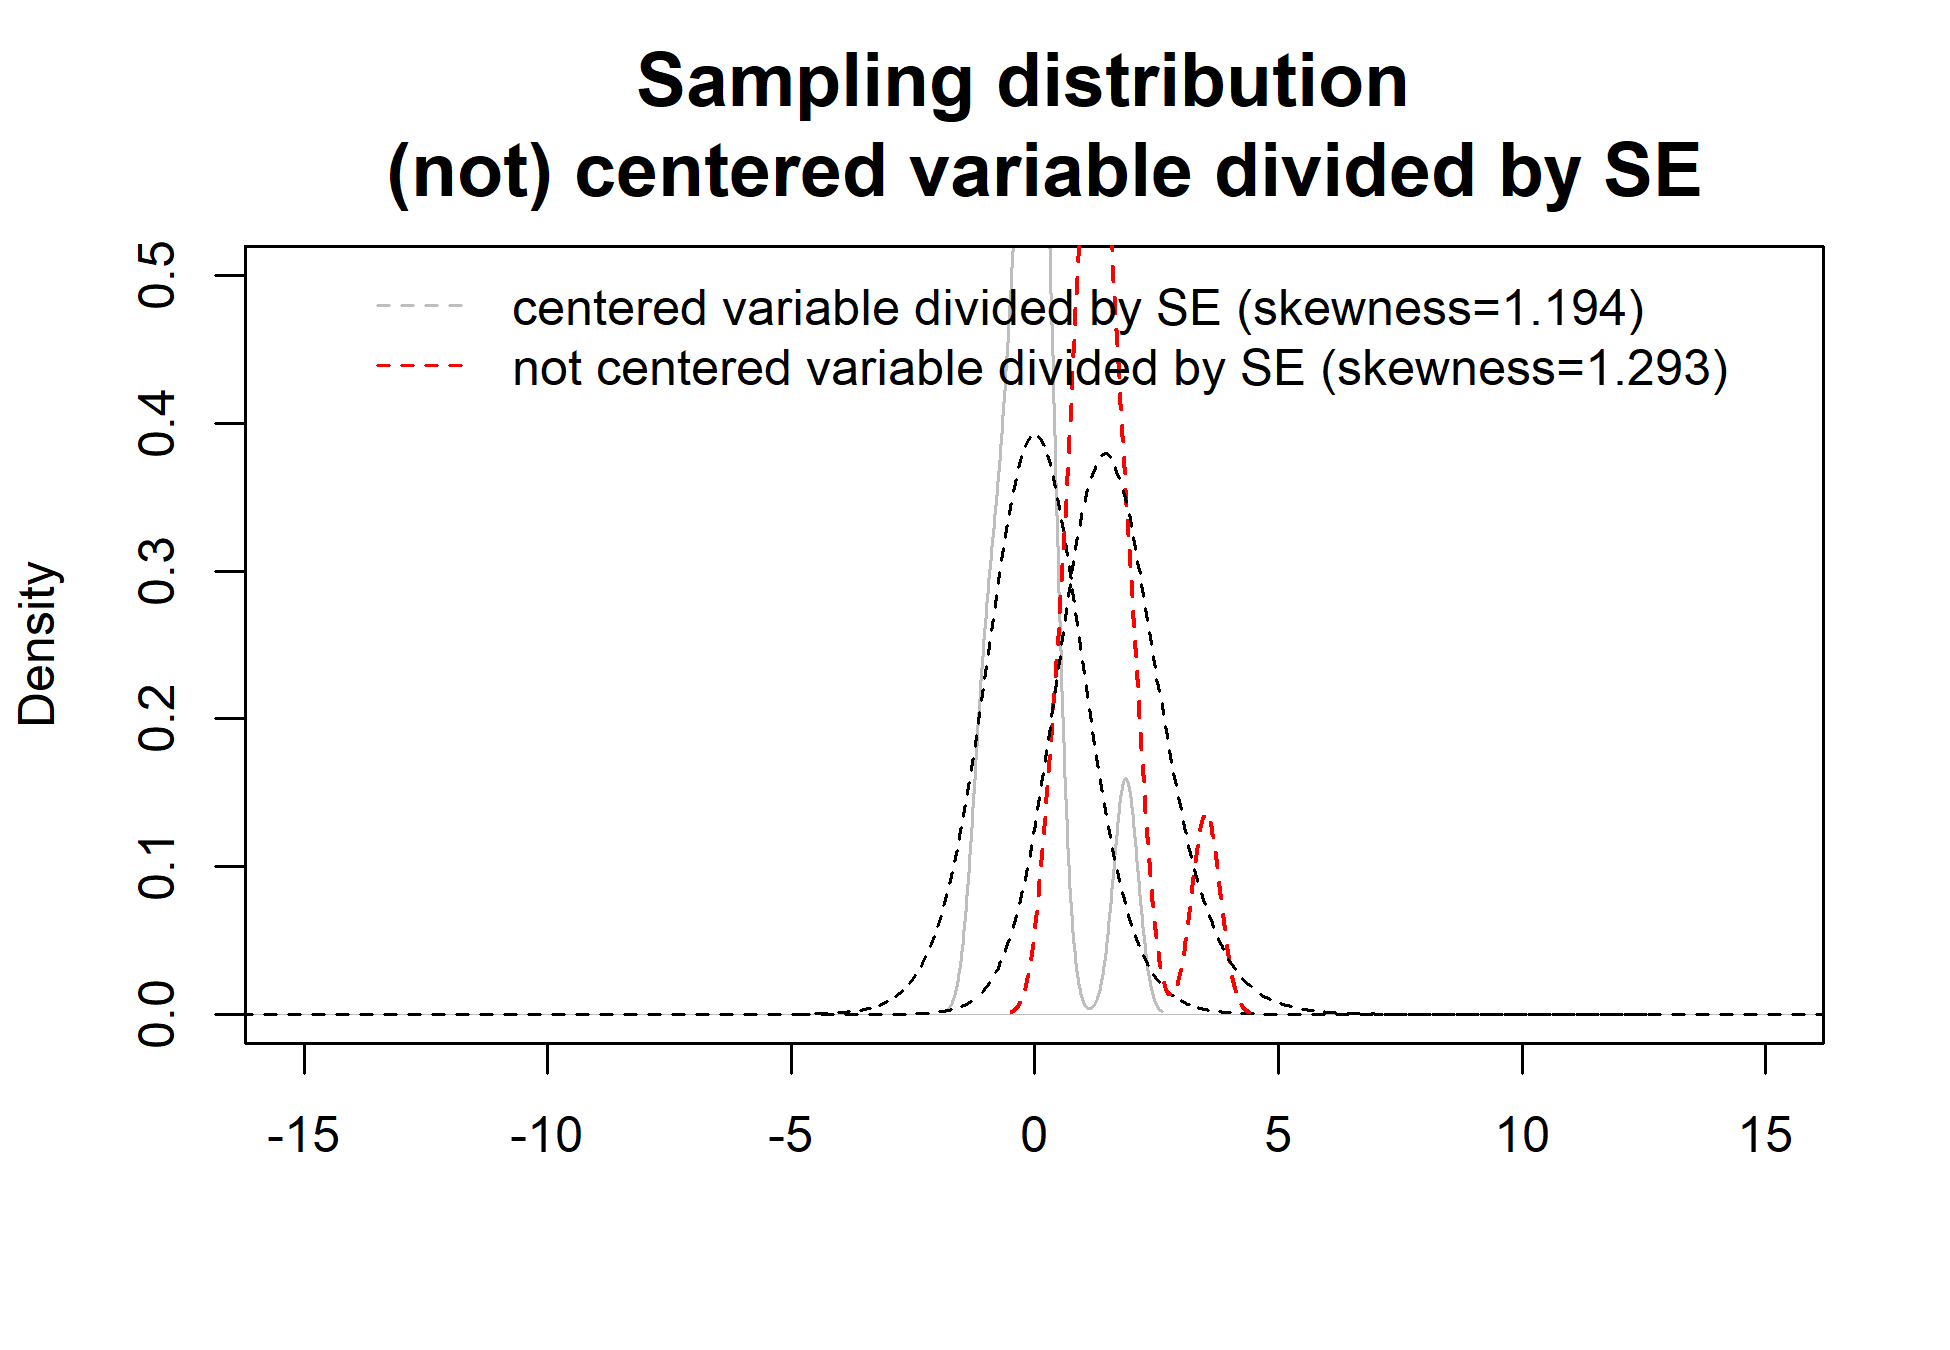 Sampling distribution
(not) centered variable divided by SE
centered variable divided by SE (skewness=1.194)
not centered variable divided by SE (skewness=1.293)
Density
0.5
0.4
0.3
0.2
0.1
0.0
-15 -10 -5 0 5 10 15